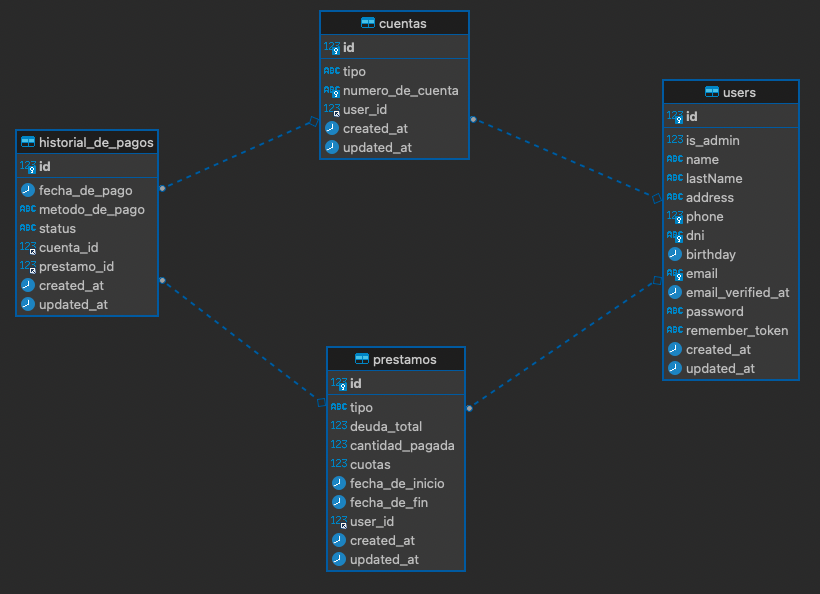 cuentas
123 id
ABC tipo
ABC numero_de_cuenta
123 user_id
created_at
updated_at
users
123 id
123 is_admin
ABC name
ABC lastName
ABC address
123 phone
ABC dni
birthday
ABC email
email_verified_at
ABC password
ABC remember_token
created_at
updated_at
historial_de_pagos
123 id
fecha_de_pago
ABC metodo_de_pago
ABC status
123 cuenta_id
123 prestamo_id
created_at
updated_at
prestamos
123 id
ABC tipo
123 deuda_total
123 cantidad_pagada
123 cuotas
fecha_de_inicio
fecha_de_fin
123 user_id
created_at
updated_at